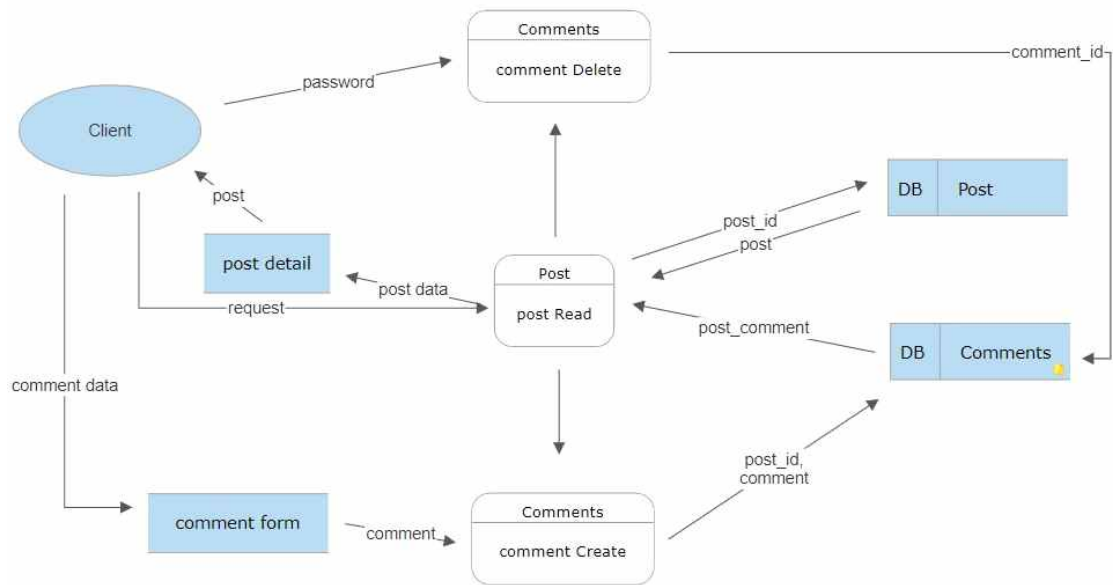 Comments
comment Delete
comment_id
password
Client
post
DB
Post
post_id
post
post detail
Post
post data
post Read
request
post_comment
DB
Comments
comment data
post_id,
comment
comment form
comment
Comments
comment Create